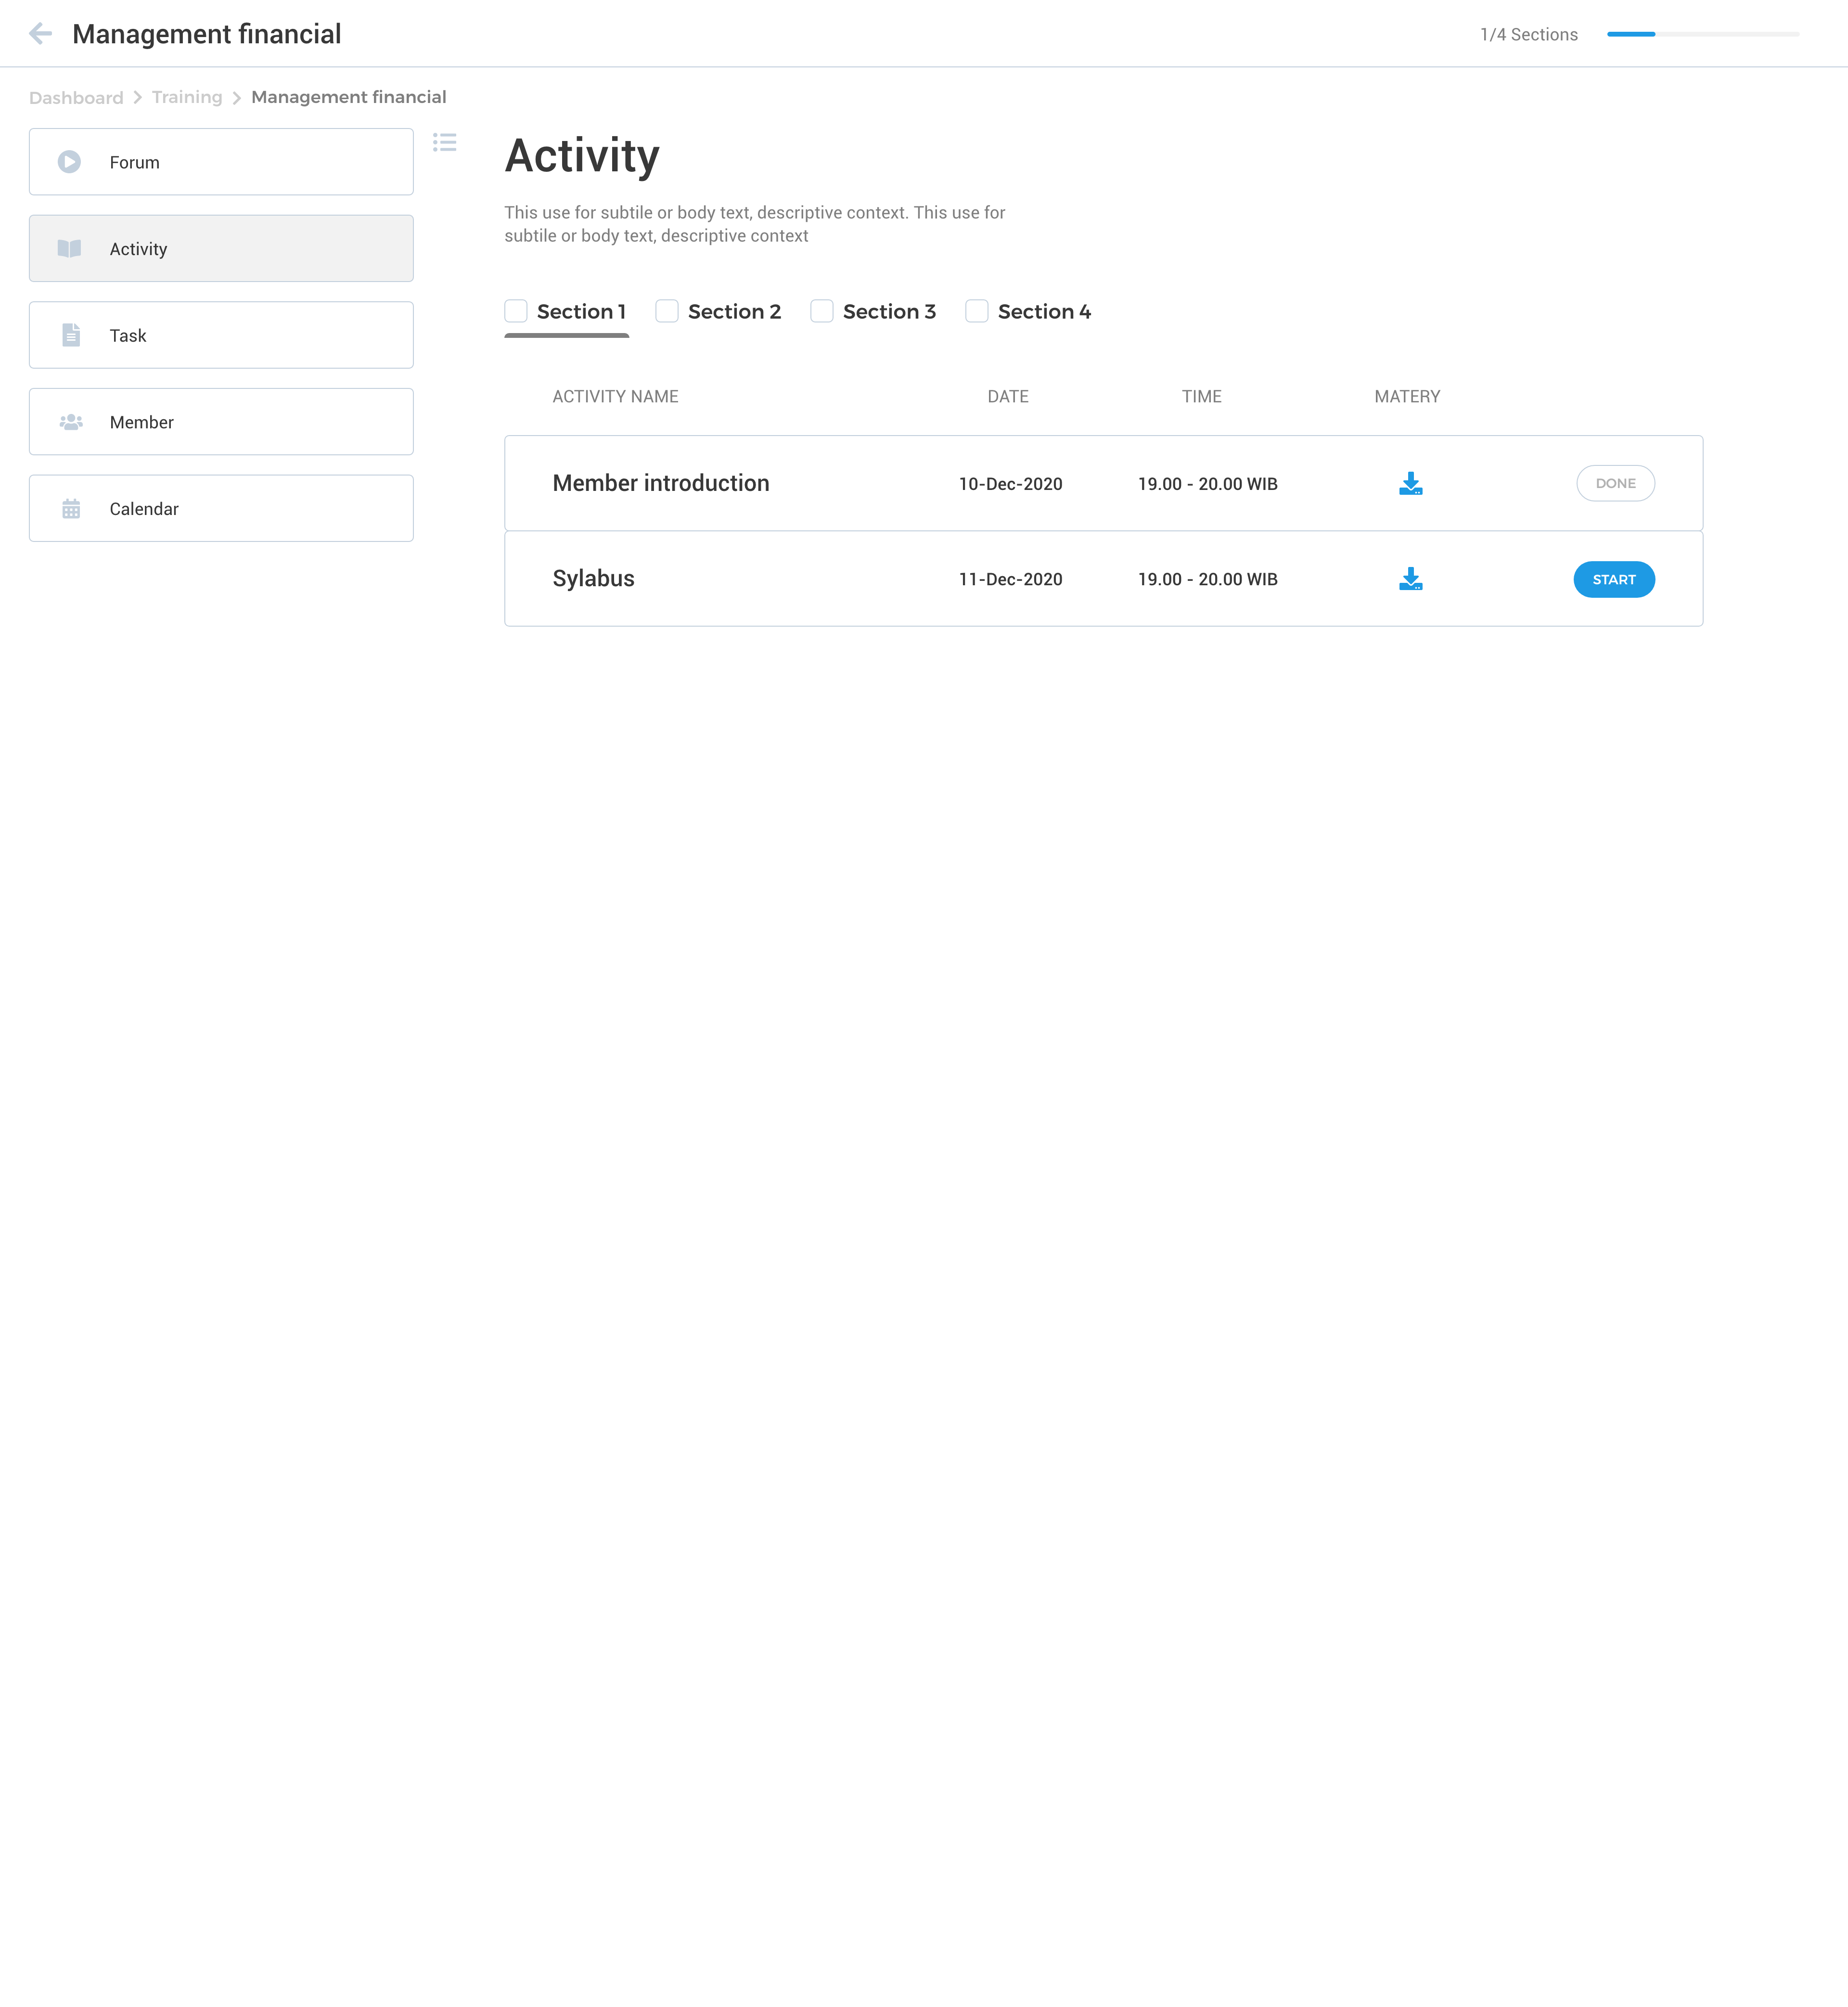 Management financial
1/4 Sections
Dashboard
Training
Management financial
Forum
Activity
Task
Member
Calendar
Activity
This use for subtile or body text, descriptive context. This use for
subtile or body text, descriptive context
Section 1
Section 2
Section 3
Section 4
ACTIVITY NAME
DATE
TIME
MATERY
Member introduction
10-Dec-2020
19.00 - 20.00 WIB
DONE
Sylabus
11-Dec-2020
19.00 - 20.00 WIB
START